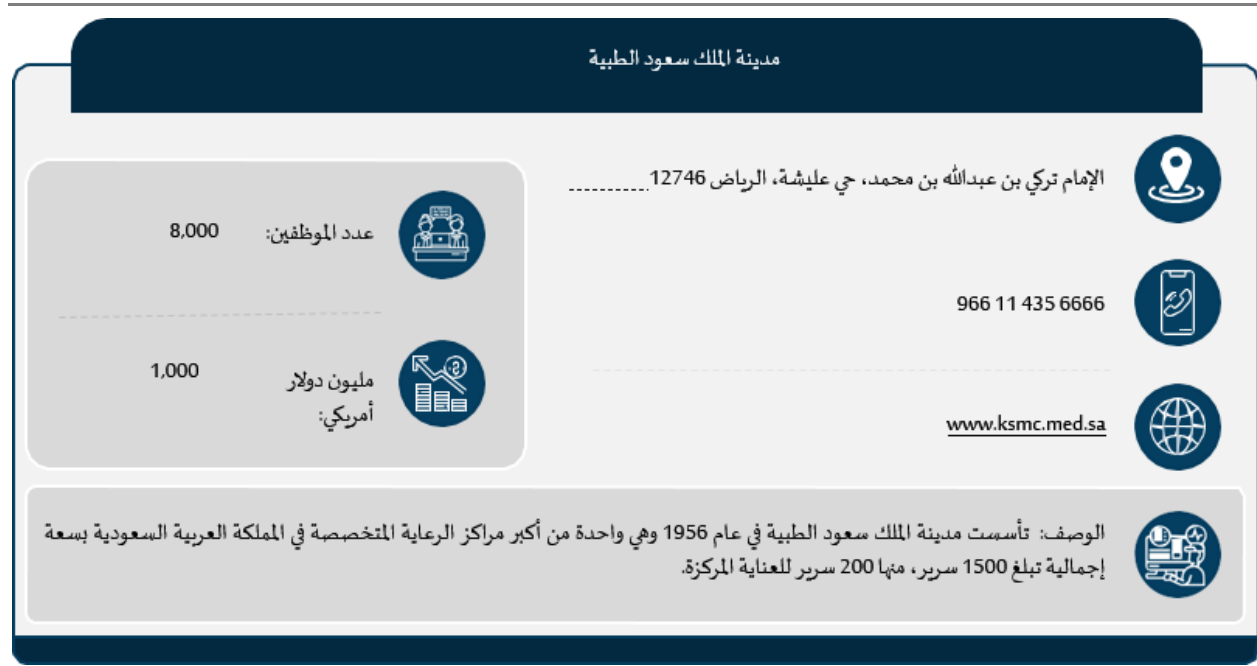 مدينة الملك سعود الطبية
الإمام تركي بن عبدالله بن محمد، حي عليشة، الرياض 12746
966 11 435 6666
www.ksmc.med.sa
عدد الموظفين: 8,000
مليون دولار 1,000
أمريكي:
الوصف: تأسست مدينة الملك سعود الطبية في عام 1956 وهي واحدة من أكبر مراكز الرعاية المتخصصة في المملكة العربية السعودية بسعة
إجمالية تبلغ 1500 سرير، منها 200 سرير للعناية المركزة.